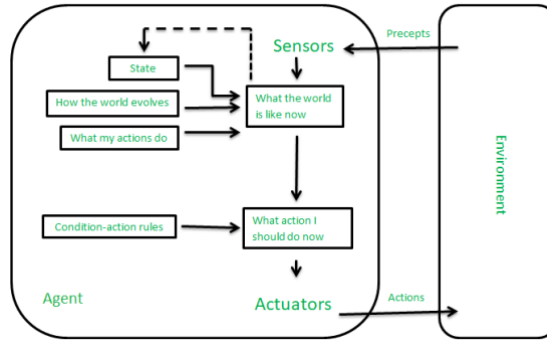 Sensors
Precepts
State
How the world evolves
What the world
is like now
What my actions do
Environment
Condition-action rules
What action I
should do now
Agent
Actuators
Actions